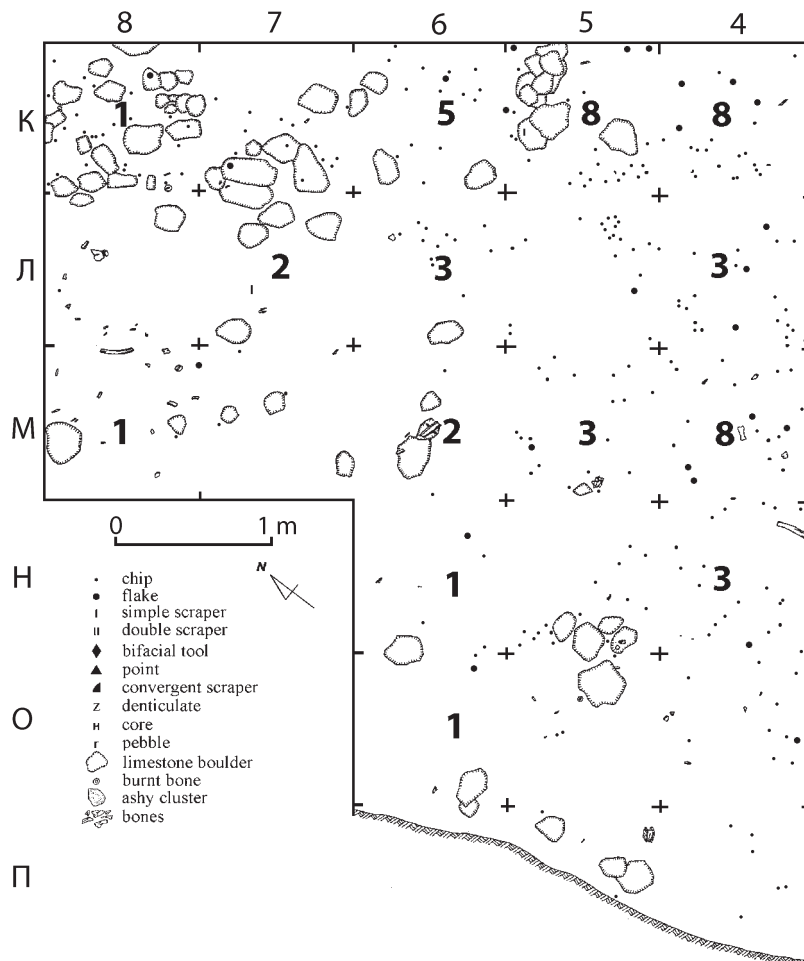 8 7 6 5 4
К 1 5 8 8
Л 2 3 3
М 1 2 3 8
0 1 m
N
Н 1 3
chip
flake
simple scraper
double scraper
bifacial tool
point
convergent scraper
z denticulate
H core
r pebble
limestone boulder
burnt bone
ashy cluster
bones
О 1
П